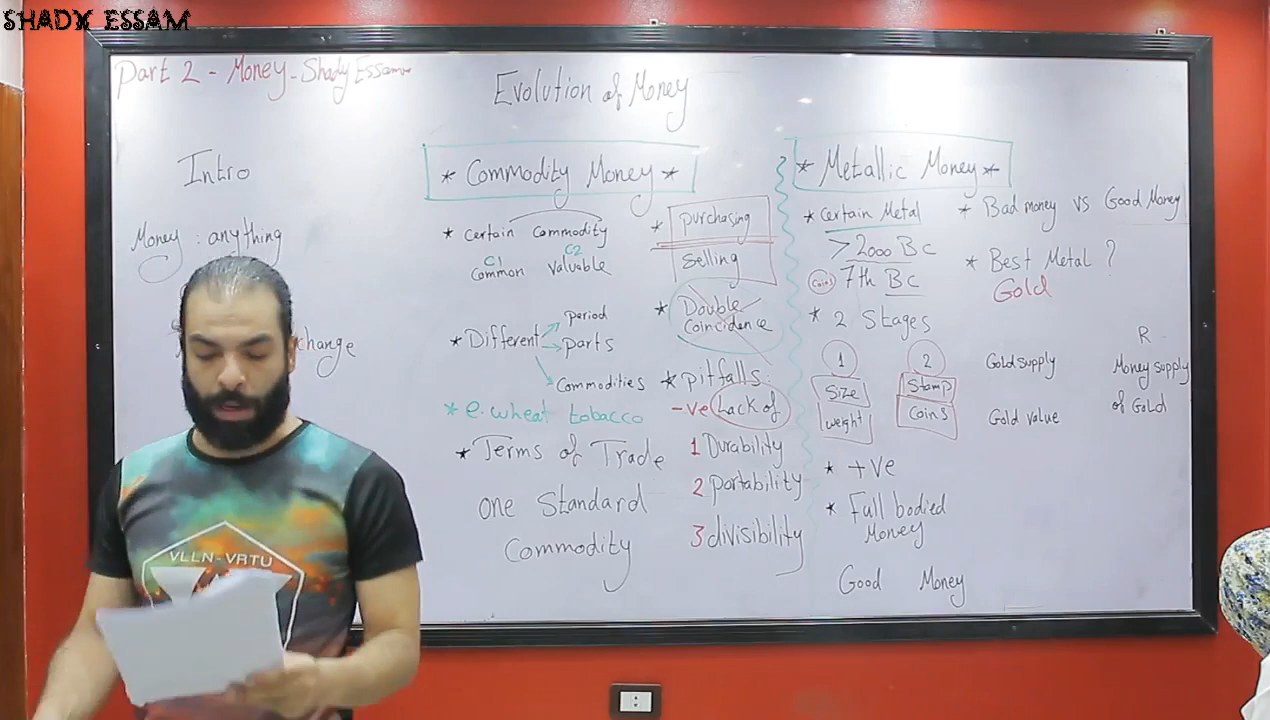 SHADY ESSAM
Part 2 - Money - Shady Essam
Evolution of Money
Intro
Money : anything
change
* Commodity Money *
* Certain Commodity
C1 C2
Common Valuable
* Different
period
parts
commodities
* e. wheat tobacco
* Terms of Trade
one Standard
Commodity
* purchasing
Selling
* Double
Coincidence
* pitfalls:
-ve Lack of
1 Durability
2 portability
3 divisibility
* Metallic Money *
* Certain Metal
> 2000 BC
Coins 7th BC
* 2 Stages
1 2
Size Stamp
weight Coins
* +ve
* Full bodied
Money
Good Money
* Bad money vs Good Money
* Best Metal ?
Gold
Gold supply
Gold value
R
Money supply
of Gold
VLLN-VRTU